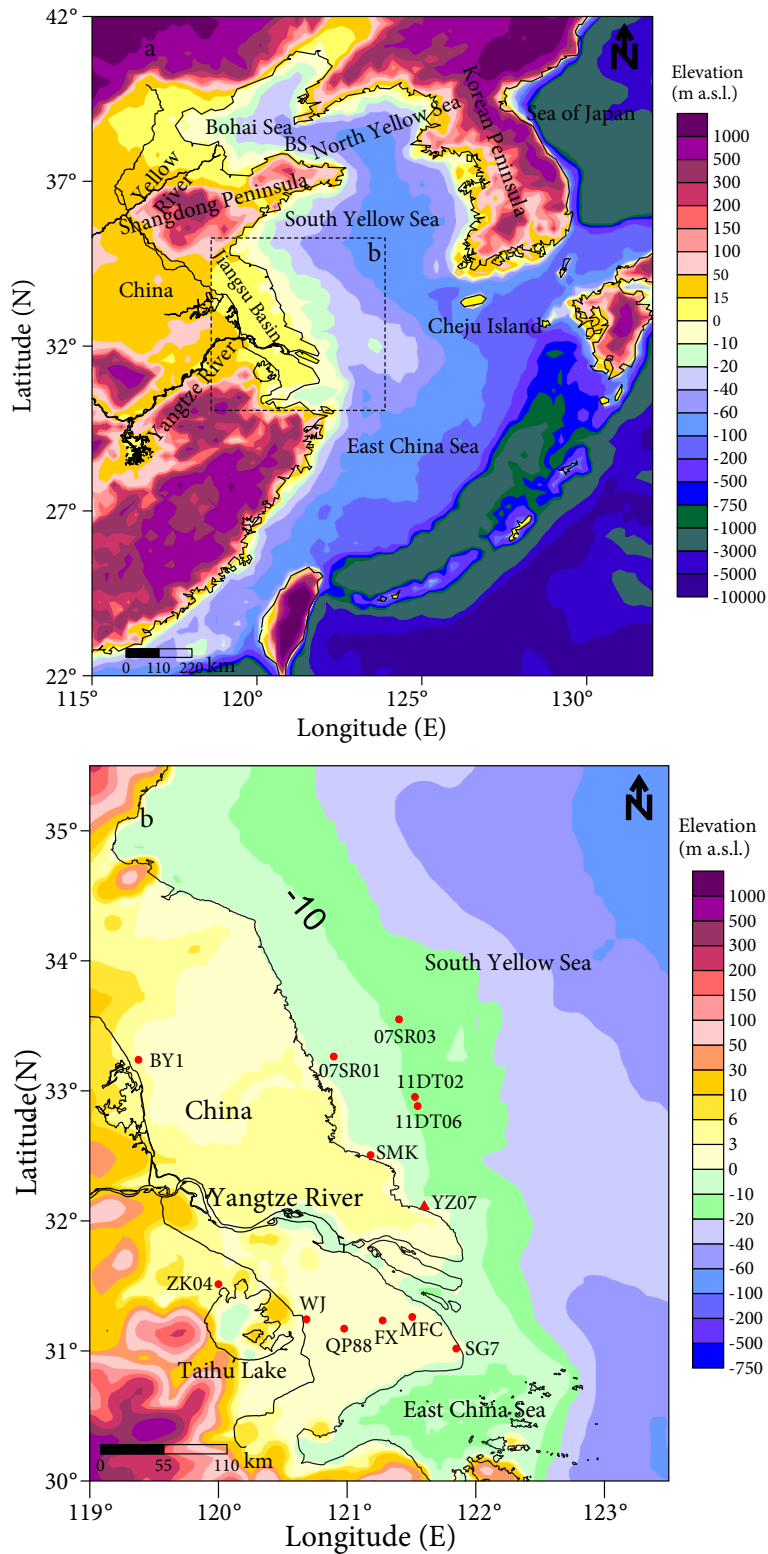 42°
a
N
Elevation
(m a.s.l.)
Bohai Sea
BS
North Yellow Sea
Korean Peninsula
Sea of Japan
1000
500
300
200
150
100
50
15
0
-10
-20
-40
-60
-100
-500
-750
-1000
-3000
-5000
-10000
37°
Yellow
River
Shangdong Peninsula
South Yellow Sea
b
Jiangsu Basin
China
Cheju Island
32°
Yangtze River
East China Sea
27°
Latitude (N)
22°
0 110 220 km
115° 120° 125° 130°
Longitude (E)
b
N
Elevation
(m a.s.l.)
35°
-10
1000
500
300
200
150
100
50
30
10
6
3
0
-10
-20
-40
-60
-100
-500
-750
34°
South Yellow Sea
07SR03
BY1
07SR01
33°
11DT02
China
11DT06
SMK
Yangtze River
YZ07
32°
ZK04
WJ
QP88
FX
MFC
SG7
31°
Taihu Lake
East China Sea
Latitude(N)
30°
0 55 110 km
119° 120° 121° 122° 123°
Longitude (E)